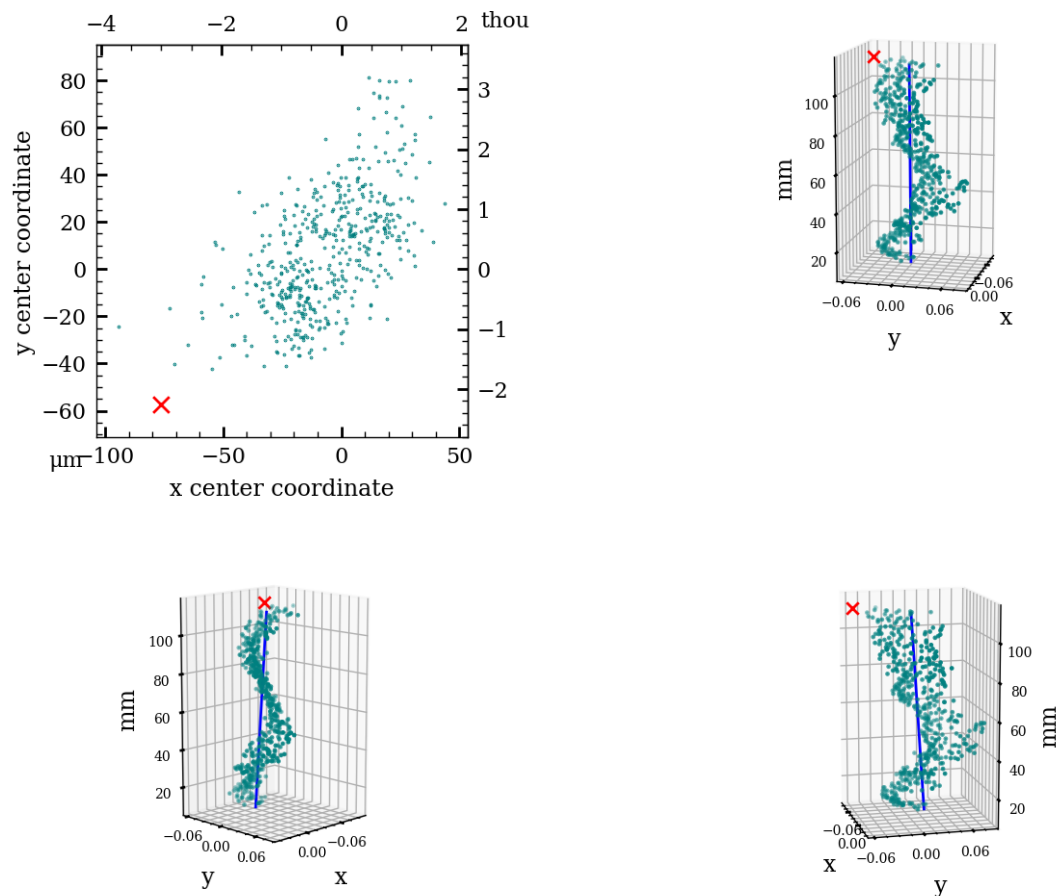 −4 −2 0 2 thou
80 60 40 20 0 −20 −40 −60
y center coordinate
3 2 1 0 −1 −2
μm −100 −50 0 50
x center coordinate
100 80 60 40 20
mm
−0.06 0.00 0.06
y
−0.06 0.00
x
100 80 60 40 20
mm
−0.06 0.00 0.06
y
0.00 −0.06
x
100 80 60 40 20
mm
−0.06 0.00
x
−0.06 0.00 0.06
y